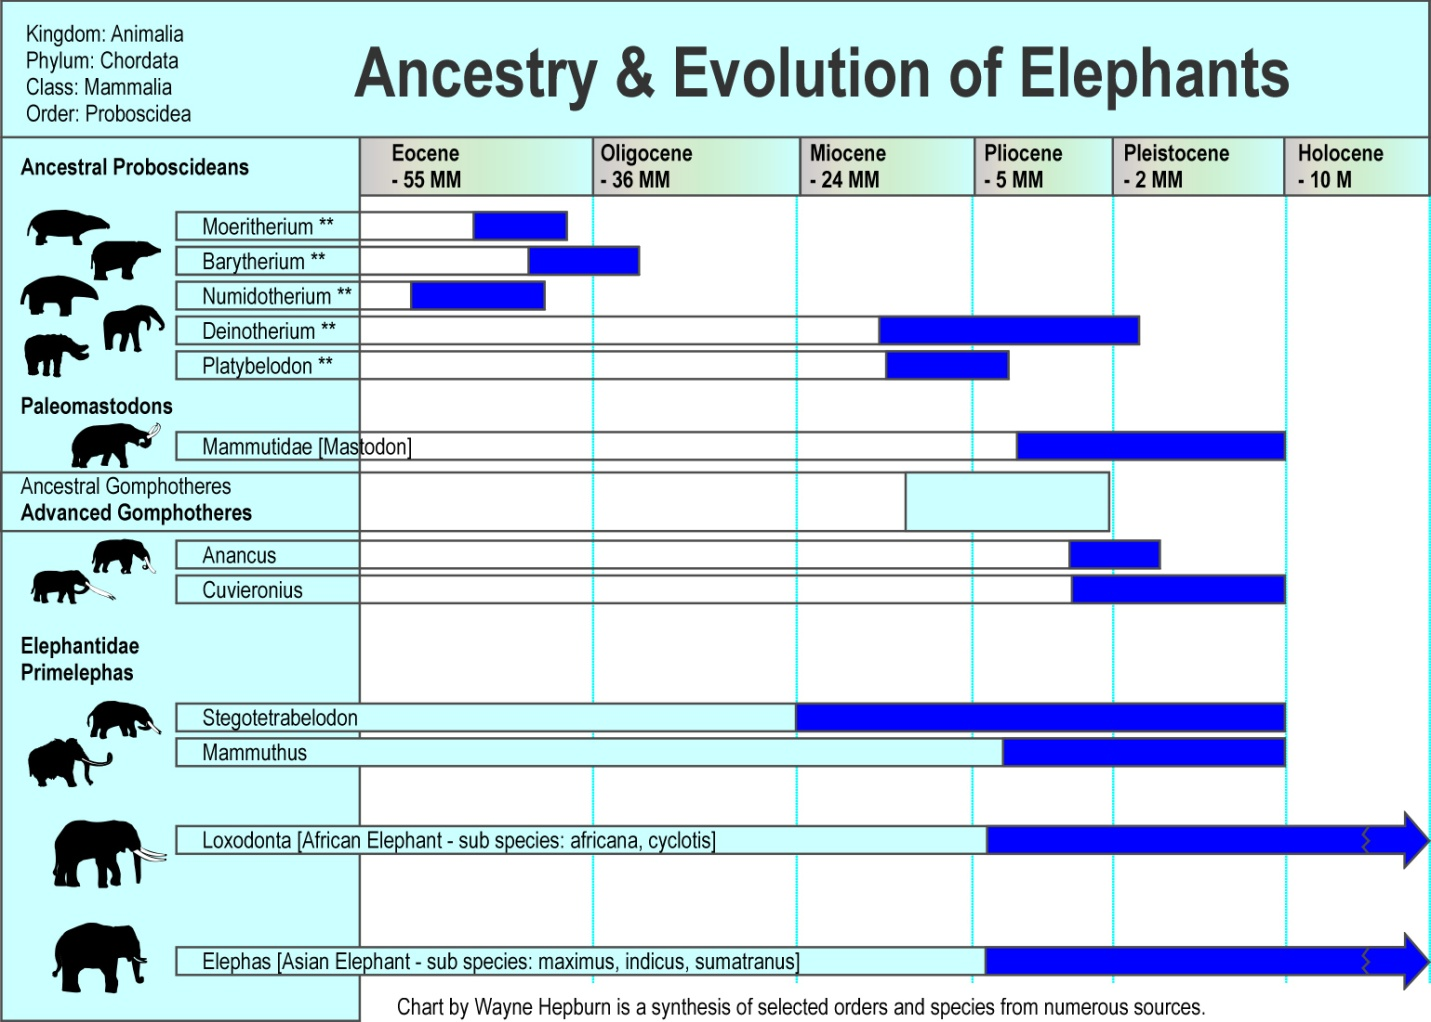 Kingdom: Animalia
Phylum: Chordata
Class: Mammalia
Order: Proboscidea
Ancestry & Evolution of Elephants
Ancestral Proboscideans
Eocene
- 55 MM
Oligocene
- 36 MM
Miocene
- 24 MM
Pliocene
- 5 MM
Pleistocene
- 2 MM
Holocene
- 10 M
Moeritherium **
Barytherium **
Numidotherium **
Deinotherium **
Platybelodon **
Paleomastodons
Mammutidae [Mastodon]
Ancestral Gomphotheres
Advanced Gomphotheres
Anancus
Cuvieronius
Elephantidae
Primelephas
Stegotetrabelodon
Mammuthus
Loxodonta [African Elephant - sub species: africana, cyclotis]
Elephas [Asian Elephant - sub species: maximus, indicus, sumatranus]
Chart by Wayne Hepburn is a synthesis of selected orders and species from numerous sources.